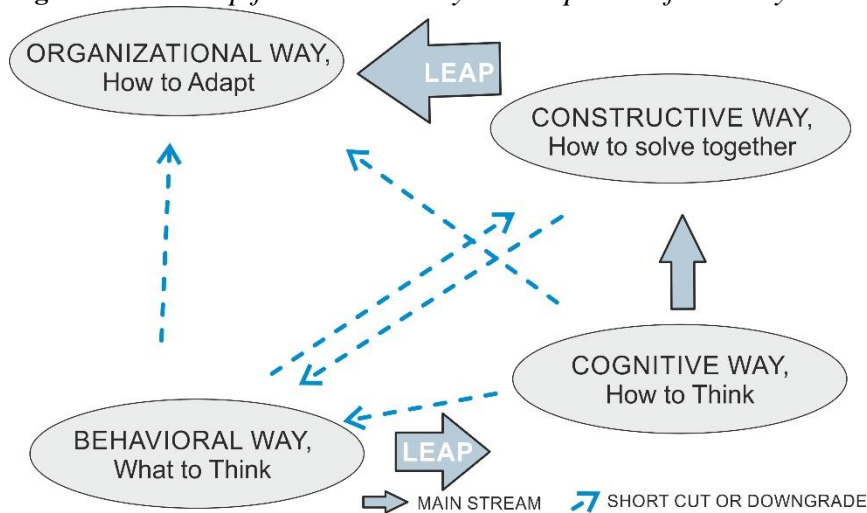 ORGANIZATIONAL WAY,
How to Adapt
LEAP
CONSTRUCTIVE WAY,
How to solve together
COGNITIVE WAY,
How to Think
BEHAVIORAL WAY,
What to Think
LEAP
MAIN STREAM
SHORT CUT OR DOWNGRADE